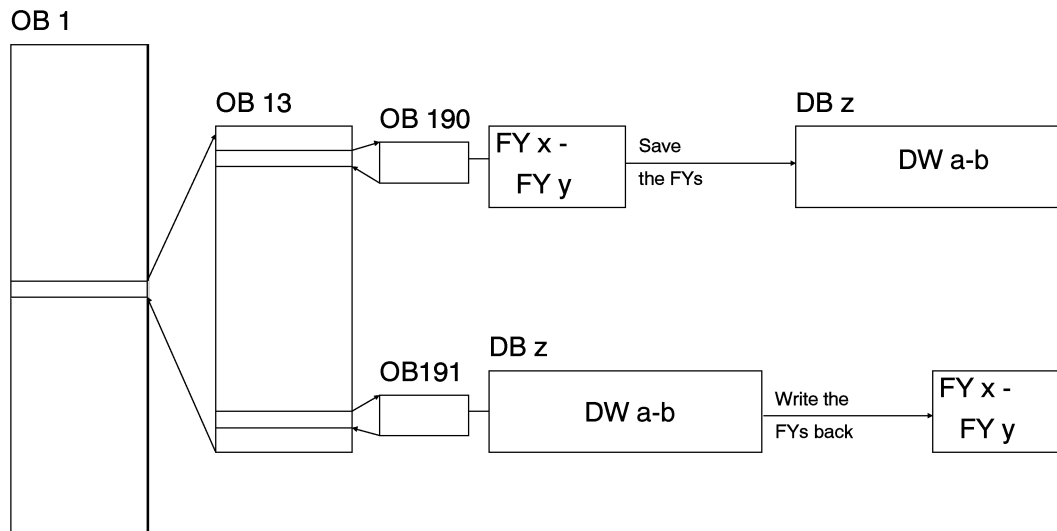 OB 1
OB 13
OB 190
FY x -
FY y
Save
the FYs
DB z
DW a-b
OB191
DB z
DW a-b
Write the
FYs back
FY x -
FY y